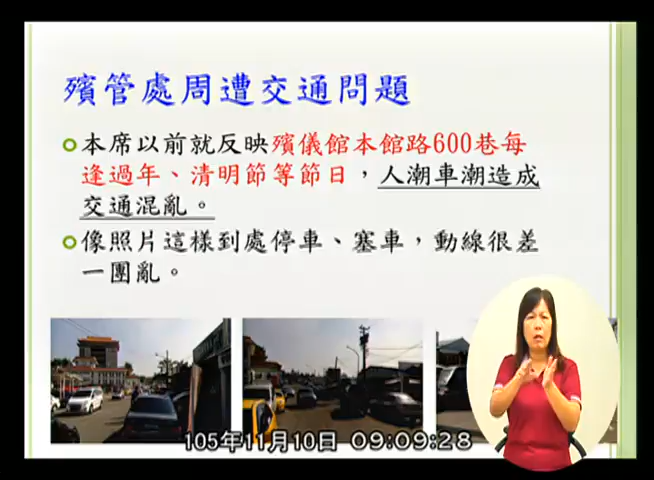 殯管處周遭交通問題
本席以前就反映殯儀館本館路600巷每
逢過年、清明節等節日，人潮車潮造成
交通混亂。
像照片這樣到處停車、塞車，動線很差
一團亂。
105年11月10日 09:09:28